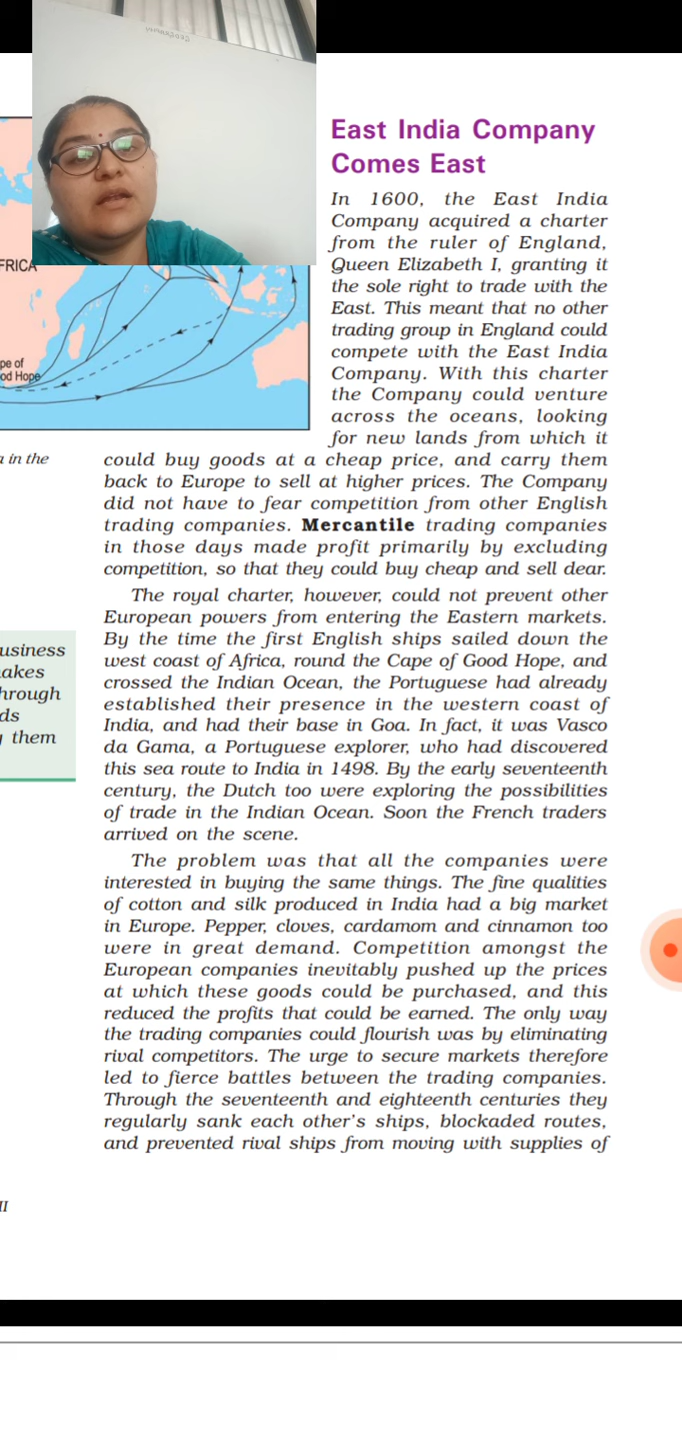 FRICA
pe of
od Hope
a in the
usiness
akes
hrough
ds
them
II
East India Company
Comes East
In 1600, the East India
Company acquired a charter
from the ruler of England,
Queen Elizabeth I, granting it
the sole right to trade with the
East. This meant that no other
trading group in England could
compete with the East India
Company. With this charter
the Company could venture
across the oceans, looking
for new lands from which it
could buy goods at a cheap price, and carry them
back to Europe to sell at higher prices. The Company
did not have to fear competition from other English
trading companies. Mercantile trading companies
in those days made profit primarily by excluding
competition, so that they could buy cheap and sell dear.
The royal charter, however, could not prevent other
European powers from entering the Eastern markets.
By the time the first English ships sailed down the
west coast of Africa, round the Cape of Good Hope, and
crossed the Indian Ocean, the Portuguese had already
established their presence in the western coast of
India, and had their base in Goa. In fact, it was Vasco
da Gama, a Portuguese explorer, who had discovered
this sea route to India in 1498. By the early seventeenth
century, the Dutch too were exploring the possibilities
of trade in the Indian Ocean. Soon the French traders
arrived on the scene.
The problem was that all the companies were
interested in buying the same things. The fine qualities
of cotton and silk produced in India had a big market
in Europe. Pepper, cloves, cardamom and cinnamon too
were in great demand. Competition amongst the
European companies inevitably pushed up the prices
at which these goods could be purchased, and this
reduced the profits that could be earned. The only way
the trading companies could flourish was by eliminating
rival competitors. The urge to secure markets therefore
led to fierce battles between the trading companies.
Through the seventeenth and eighteenth centuries they
regularly sank each other's ships, blockaded routes,
and prevented rival ships from moving with supplies of